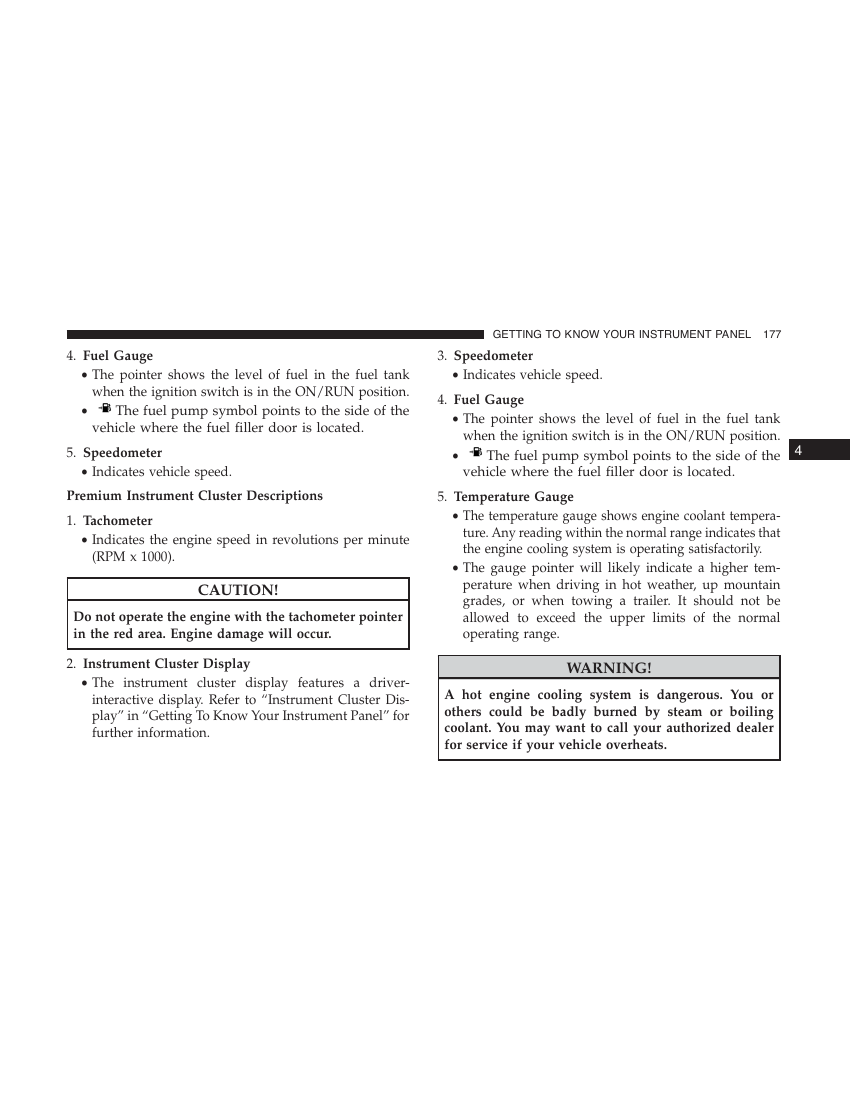 GETTING TO KNOW YOUR INSTRUMENT PANEL 177
4. Fuel Gauge
• The pointer shows the level of fuel in the fuel tank
when the ignition switch is in the ON/RUN position.
• The fuel pump symbol points to the side of the
vehicle where the fuel filler door is located.
5. Speedometer
• Indicates vehicle speed.
Premium Instrument Cluster Descriptions
1. Tachometer
• Indicates the engine speed in revolutions per minute
(RPM x 1000).
CAUTION!
Do not operate the engine with the tachometer pointer
in the red area. Engine damage will occur.
2. Instrument Cluster Display
• The instrument cluster display features a driver-
interactive display. Refer to “Instrument Cluster Dis-
play” in “Getting To Know Your Instrument Panel” for
further information.
3. Speedometer
• Indicates vehicle speed.
4. Fuel Gauge
• The pointer shows the level of fuel in the fuel tank
when the ignition switch is in the ON/RUN position.
• The fuel pump symbol points to the side of the
vehicle where the fuel filler door is located.
5. Temperature Gauge
• The temperature gauge shows engine coolant tempera-
ture. Any reading within the normal range indicates that
the engine cooling system is operating satisfactorily.
• The gauge pointer will likely indicate a higher tem-
perature when driving in hot weather, up mountain
grades, or when towing a trailer. It should not be
allowed to exceed the upper limits of the normal
operating range.
WARNING!
A hot engine cooling system is dangerous. You or
others could be badly burned by steam or boiling
coolant. You may want to call your authorized dealer
for service if your vehicle overheats.
4